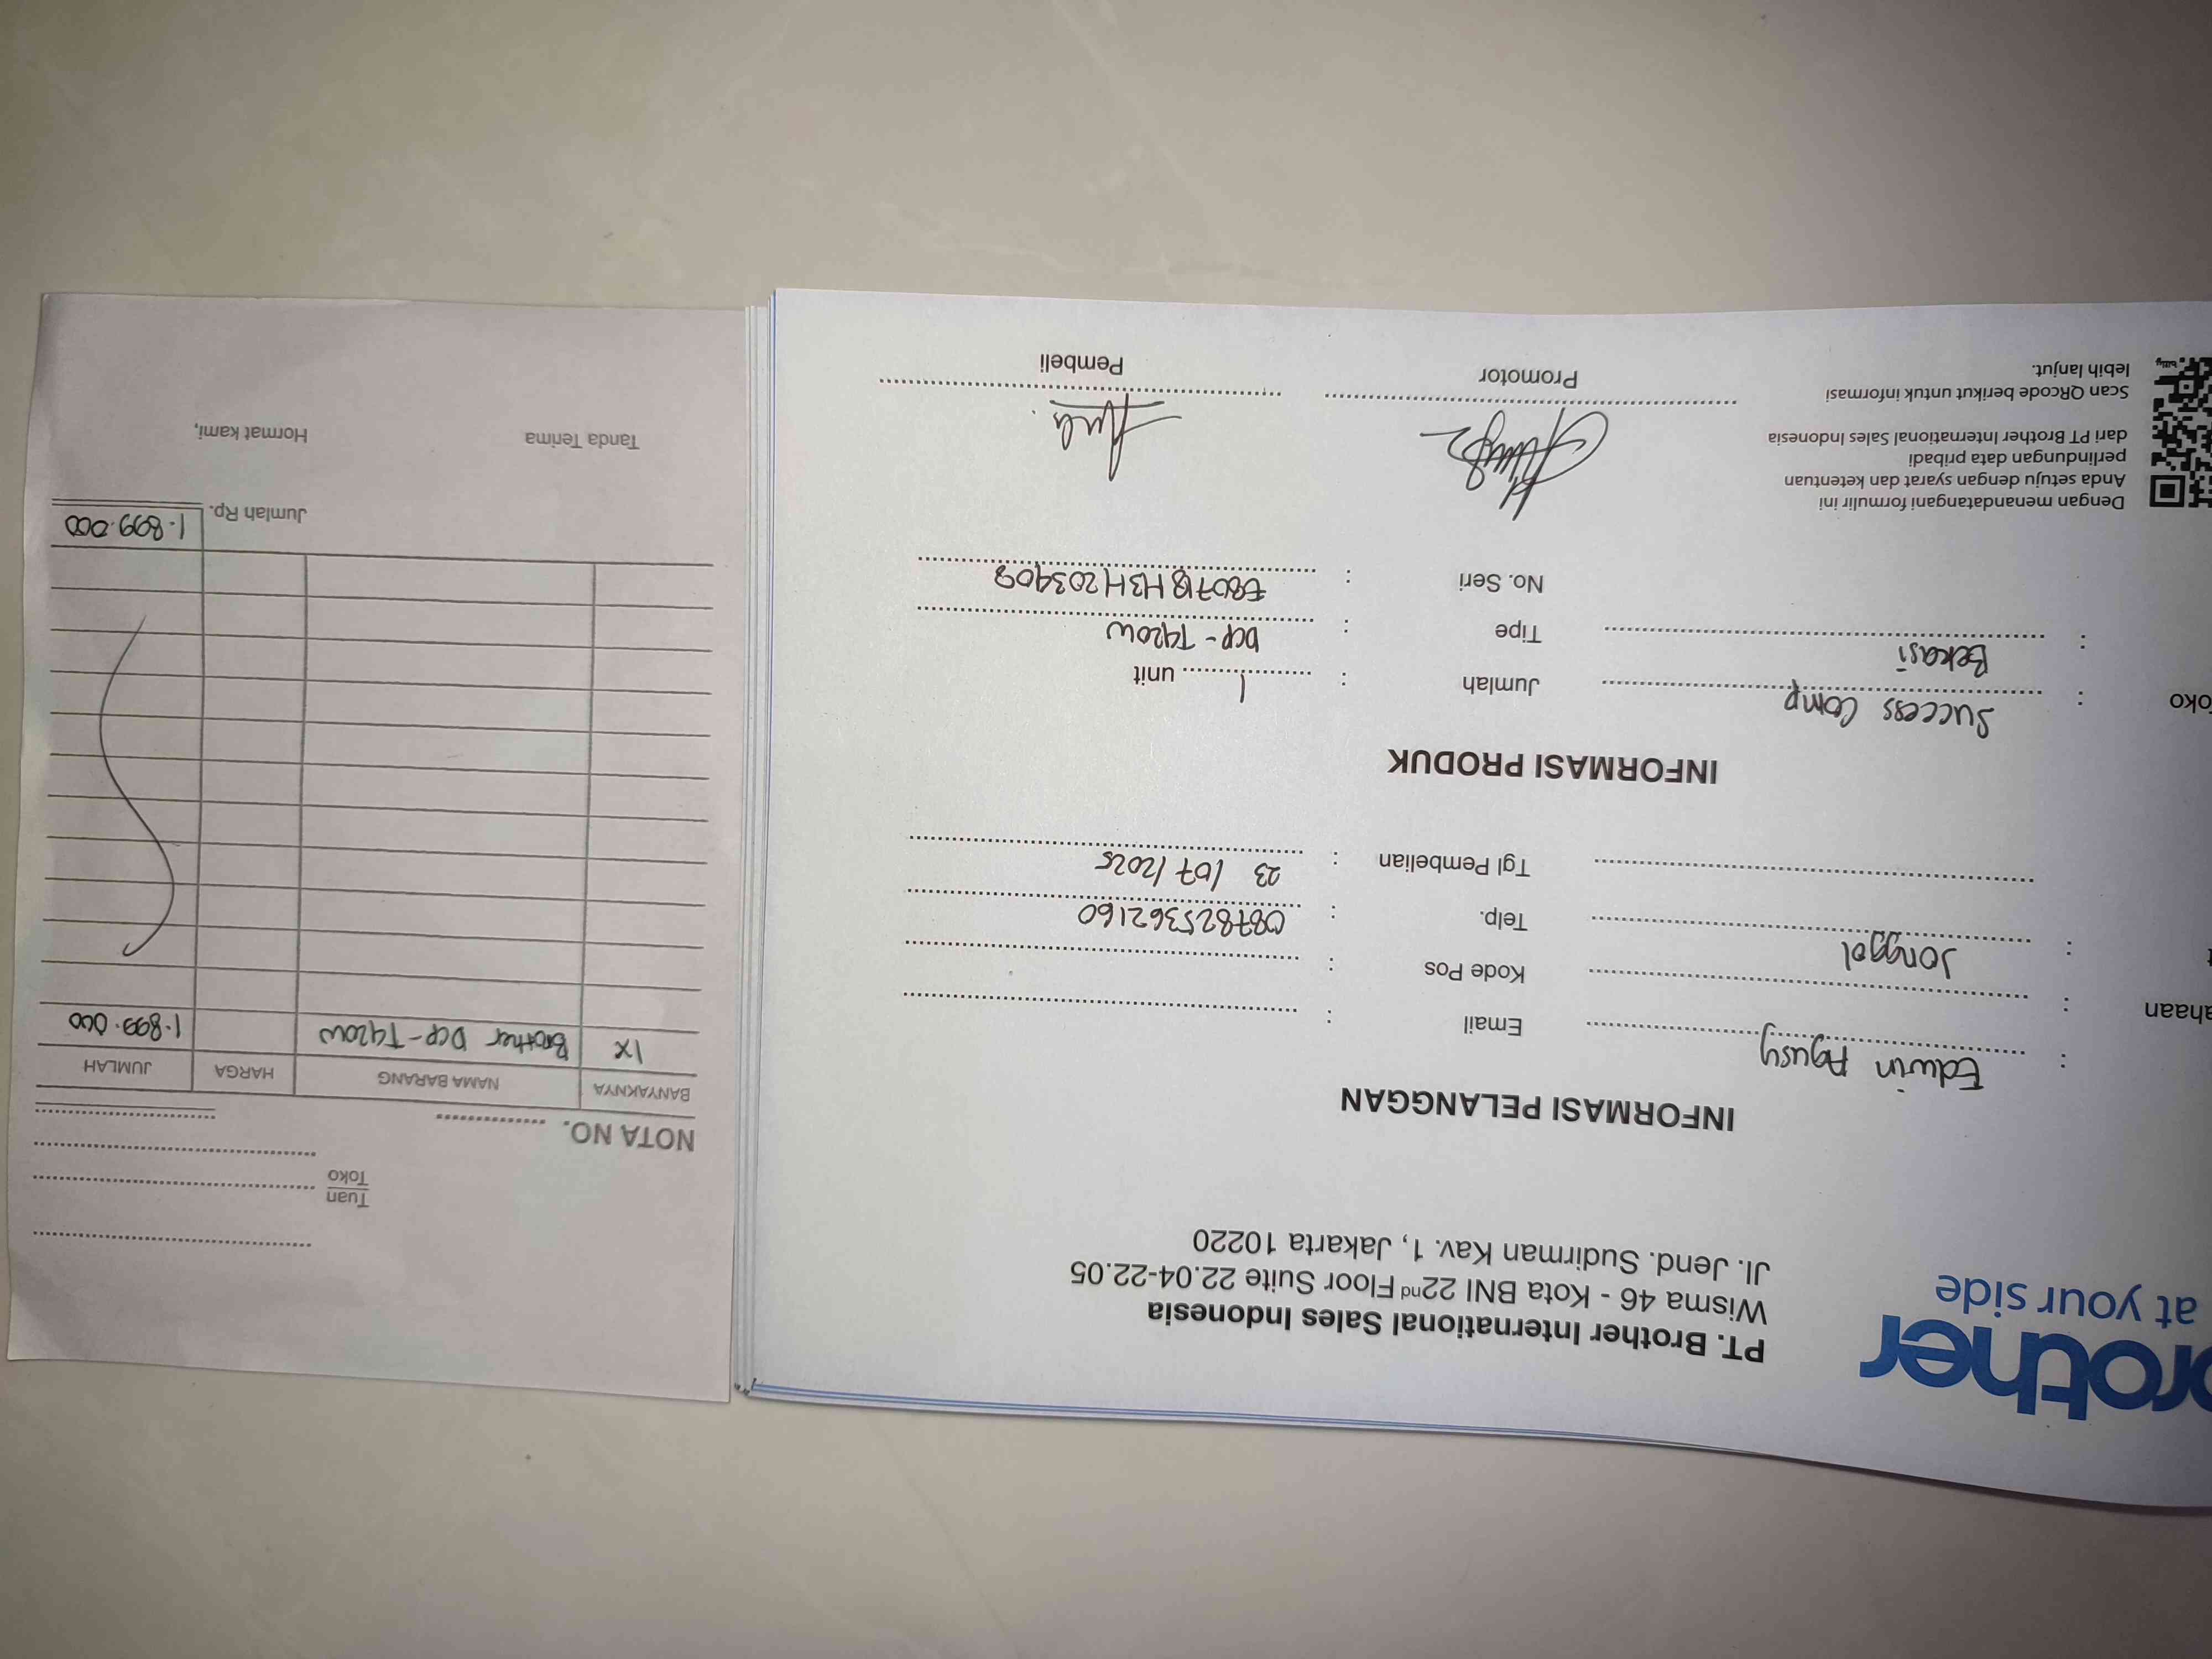 brother
at your side
PT. Brother International Sales Indonesia
Wisma 46 - Kota BNI 22nd Floor Suite 22.04-22.05
Jl. Jend. Sudirman Kav. 1, Jakarta 10220
INFORMASI PELANGGAN
: Edwin Agusy
Email :
ahaan :
Kode Pos :
t : Jonggol
Telp. : 087825362160
Tgl Pembelian : 23 / 07 / 2025
INFORMASI PRODUK
oko : Success Comp
Jumlah : 1 unit
: Bekasi
Tipe : DCP - T420W
No. Seri :
Dengan menandatangani formulir ini
Anda setuju dengan syarat dan ketentuan
perlindungan data pribadi
dari PT Brother International Sales Indonesia
Scan QRcode berikut untuk informasi
lebih lanjut.
Promotor
Pembeli
Tuan
Toko
NOTA NO.
BANYAKNYA NAMA BARANG HARGA JUMLAH
1x Brother DCP - T420W 1.899.000
Jumlah Rp. 1.899.000
Tanda Terima Hormat kami,